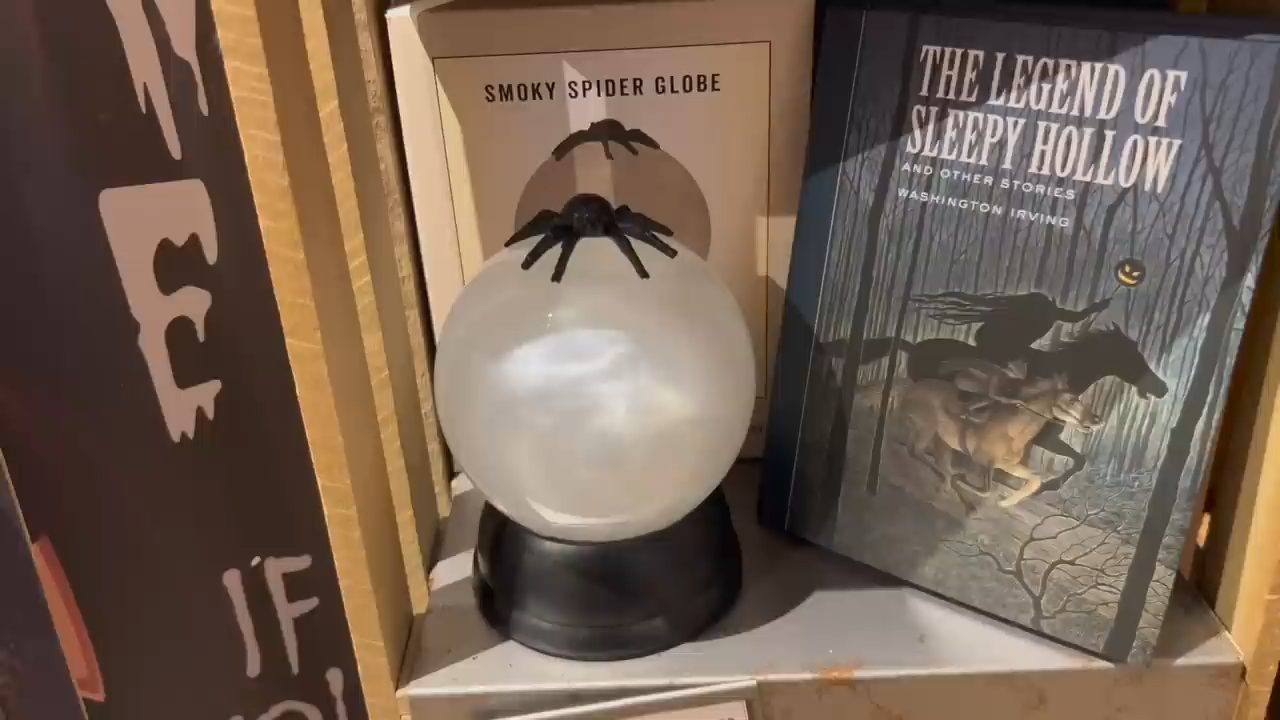 SMOKY SPIDER GLOBE
THE LEGEND OF
SLEEPY HOLLOW
AND OTHER STORIES
WASHINGTON IRVING
E
IF